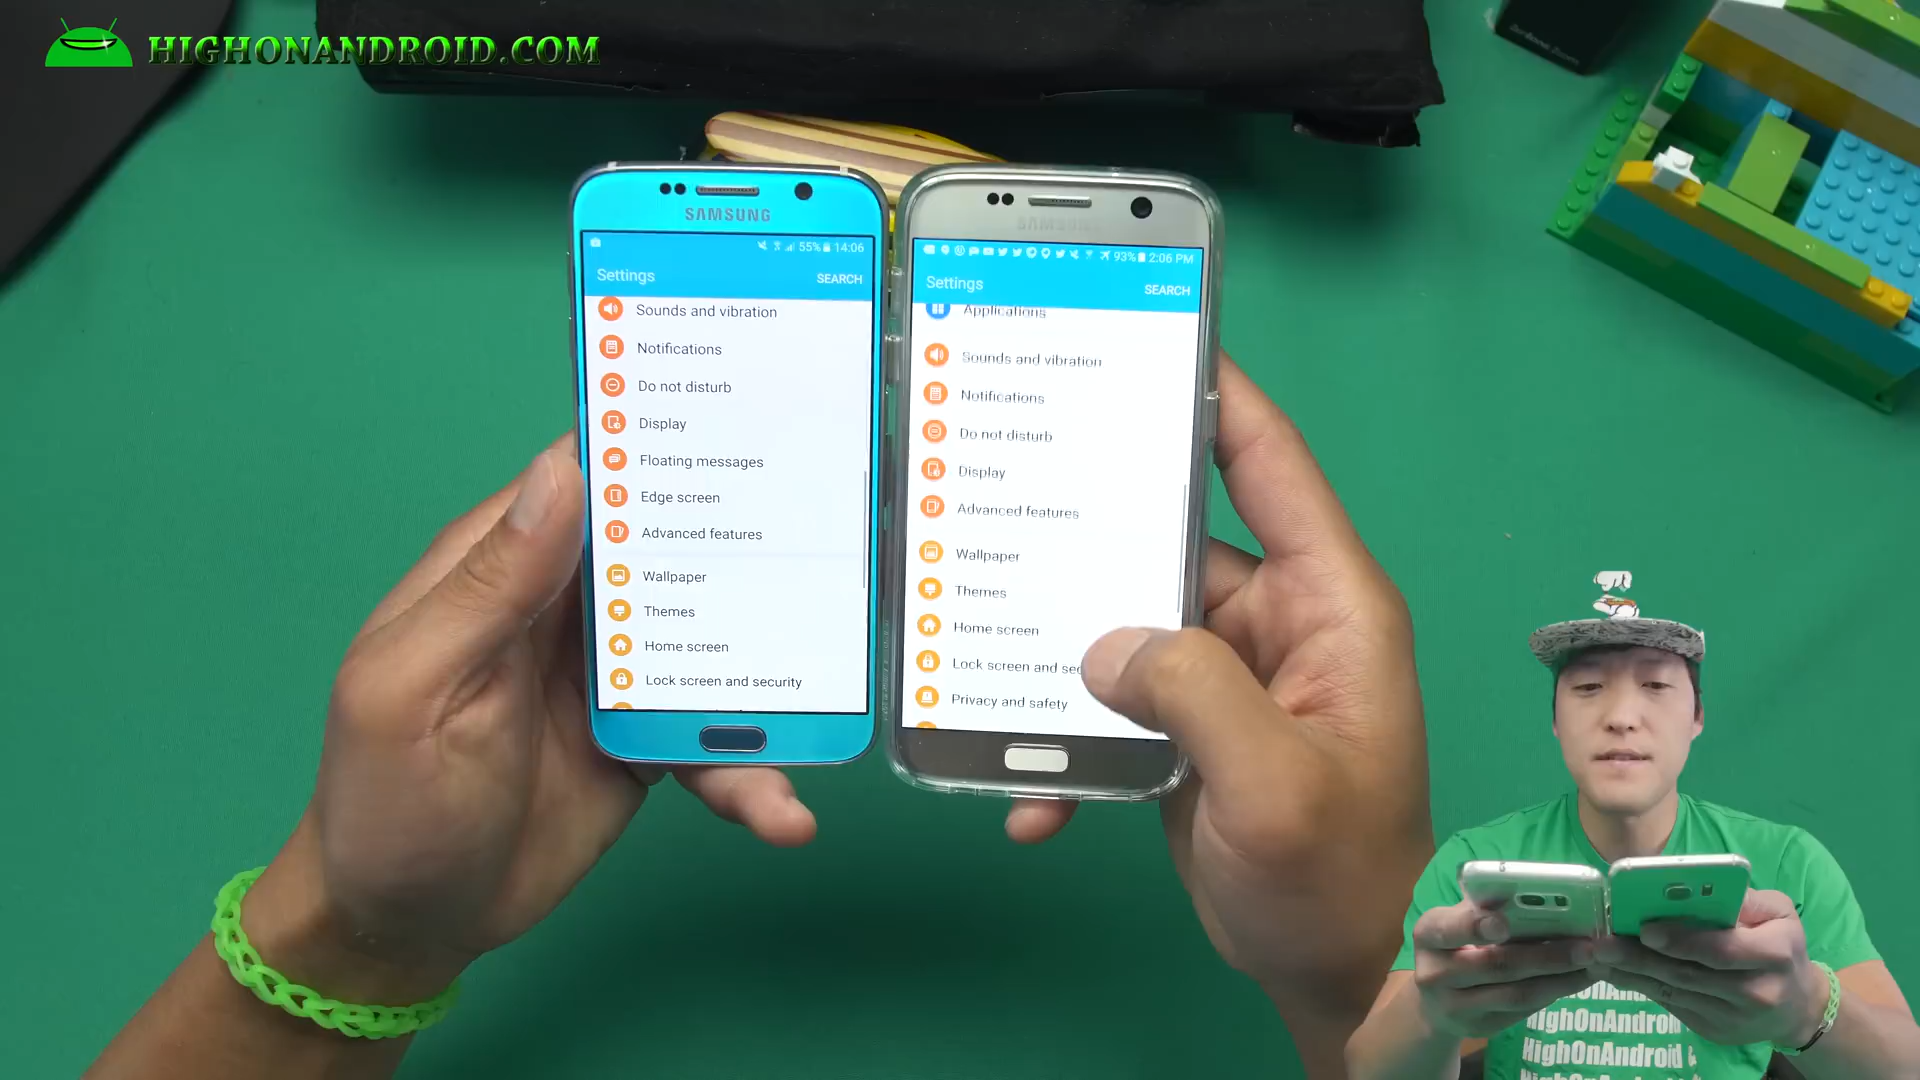 HIGHONANDROID.COM
SAMSUNG
55% 14:06
Settings
SEARCH
Sounds and vibration
Notifications
Do not disturb
Display
Floating messages
Edge screen
Advanced features
Wallpaper
Themes
Home screen
Lock screen and security
SAMSUNG
93% 2:06 PM
Settings
SEARCH
Applications
Sounds and vibration
Notifications
Do not disturb
Display
Advanced features
Wallpaper
Themes
Home screen
Lock screen and sec
Privacy and safety
HighOnAndroid
HighOnAndroid &